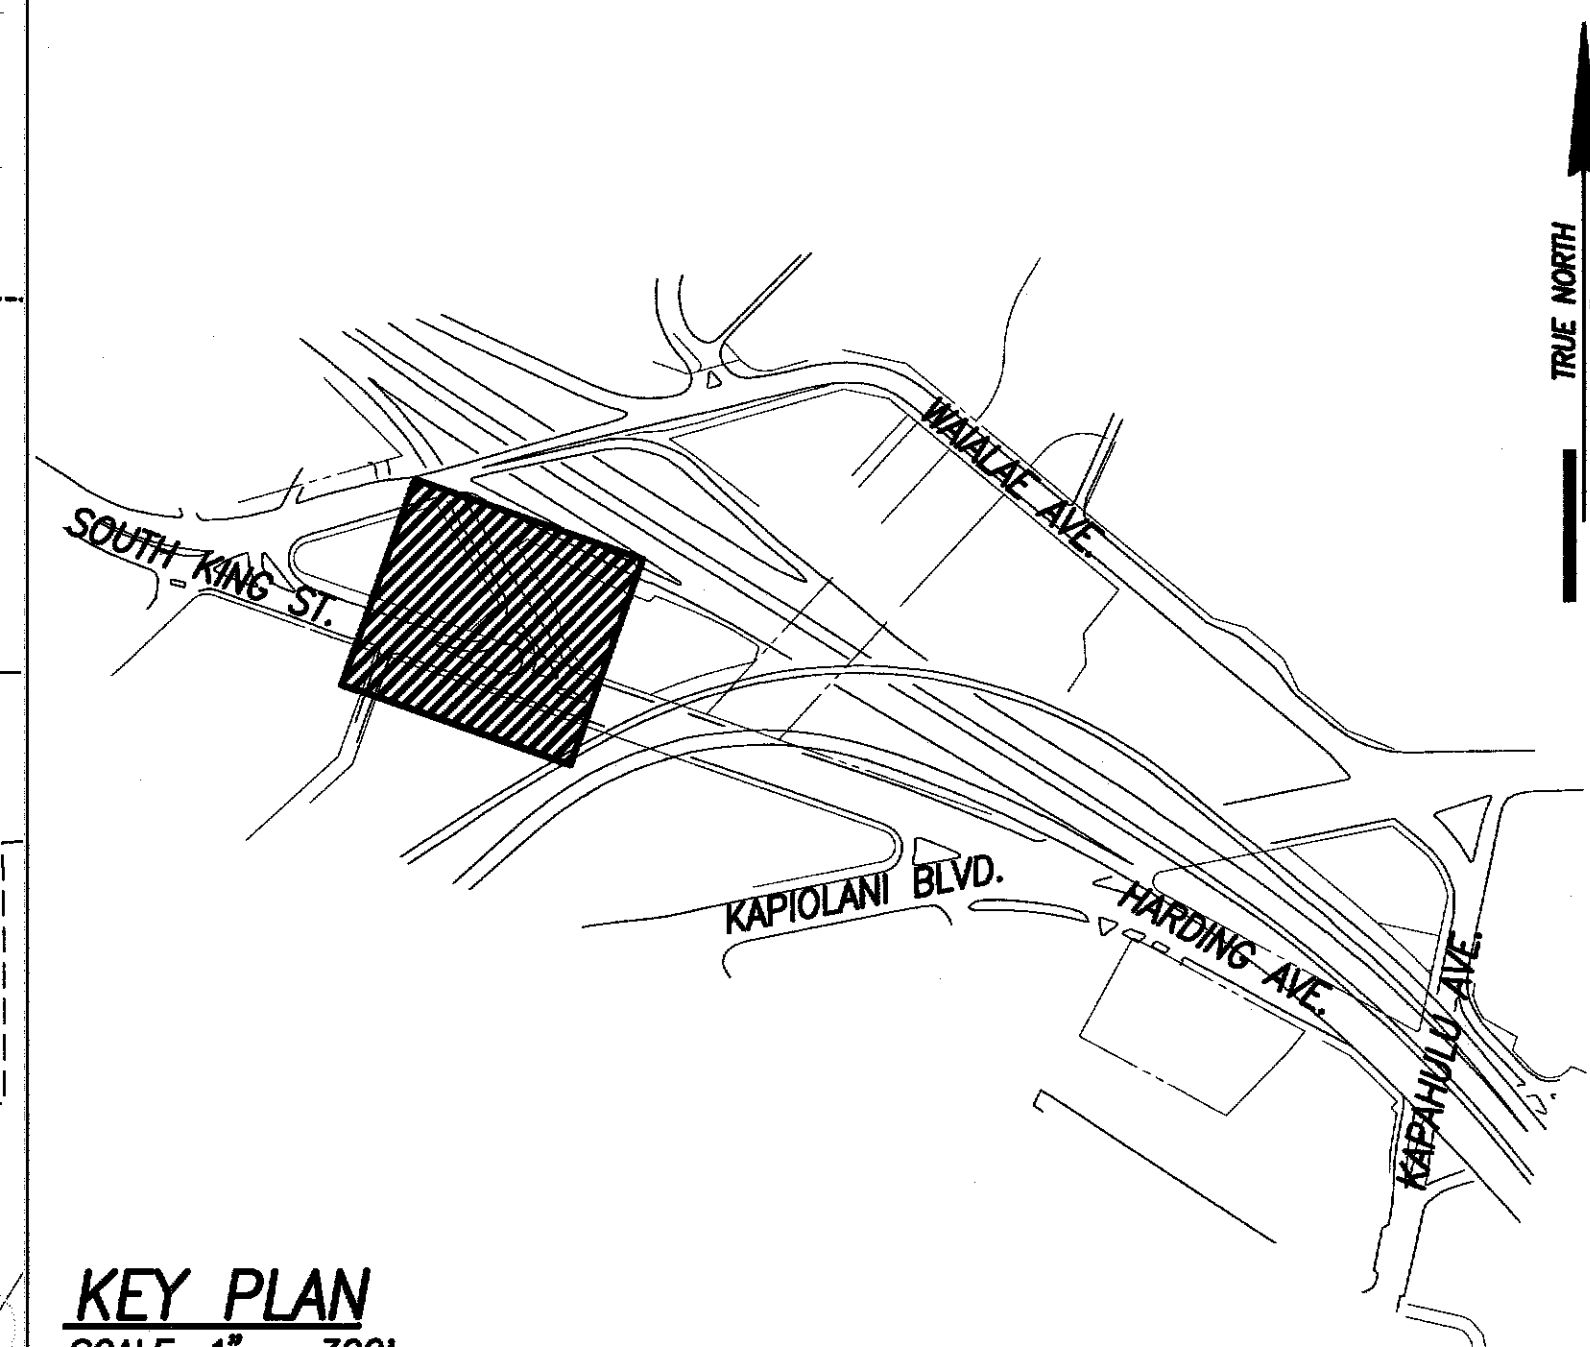 TRUE NORTH
WAIALAE AVE.
SOUTH KING ST.
KAPIOLANI BLVD.
HARDING AVE.
KAPAHULU AVE.
KEY PLAN